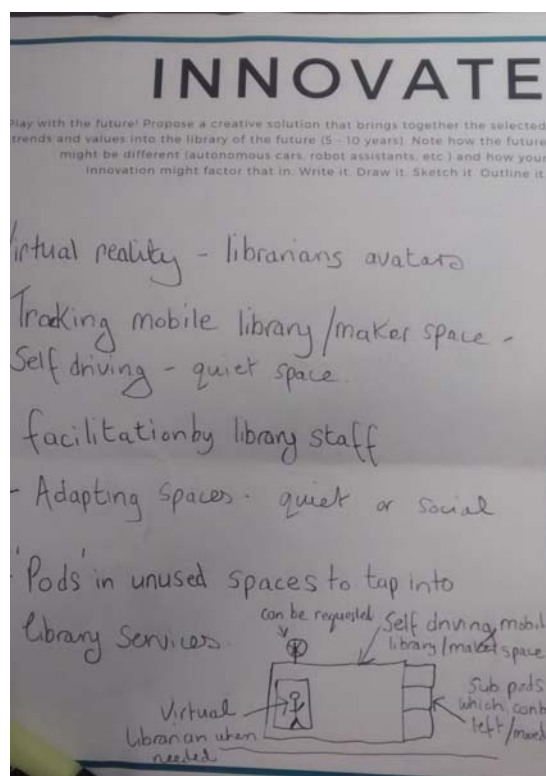 INNOVATE
Play with the future! Propose a creative solution that brings together the selected
trends and values into the library of the future (5 - 10 years). Note how the future
might be different (autonomous cars, robot assistants, etc.) and how your
innovation might factor that in. Write it. Draw it. Sketch it. Outline it.
Virtual reality - librarians avatars
Tracking mobile library/maker space -
Self driving - quiet space.
facilitation by library staff
- Adapting spaces. quiet or social
'Pods' in unused spaces to tap into
library services.
can be requested
Self driving, mobil
library/maker space
Virtual
librarian when
needed
Sub pods
which can b
left/moved